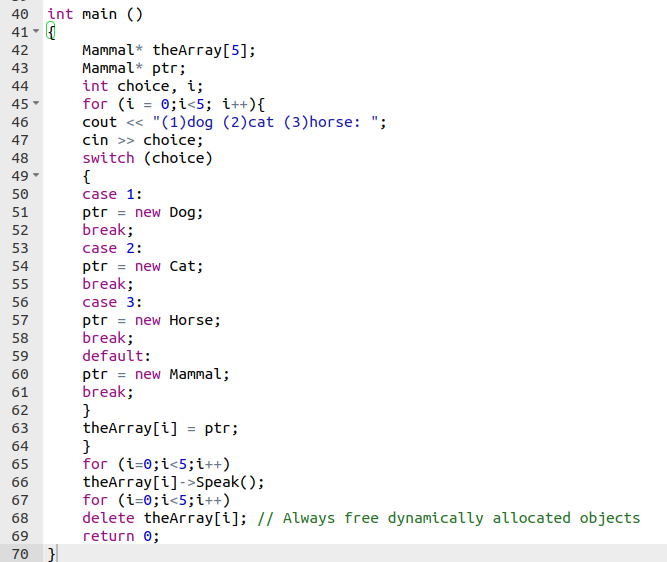 40 int main ()
41 {
42 Mammal* theArray[5];
43 Mammal* ptr;
44 int choice, i;
45 for (i = 0;i<5; i++){
46 cout << "(1)dog (2)cat (3)horse: ";
47 cin >> choice;
48 switch (choice)
49 {
50 case 1:
51 ptr = new Dog;
52 break;
53 case 2:
54 ptr = new Cat;
55 break;
56 case 3:
57 ptr = new Horse;
58 break;
59 default:
60 ptr = new Mammal;
61 break;
62 }
63 theArray[i] = ptr;
64 }
65 for (i=0;i<5;i++)
66 theArray[i]->Speak();
67 for (i=0;i<5;i++)
68 delete theArray[i]; // Always free dynamically allocated objects
69 return 0;
70 }